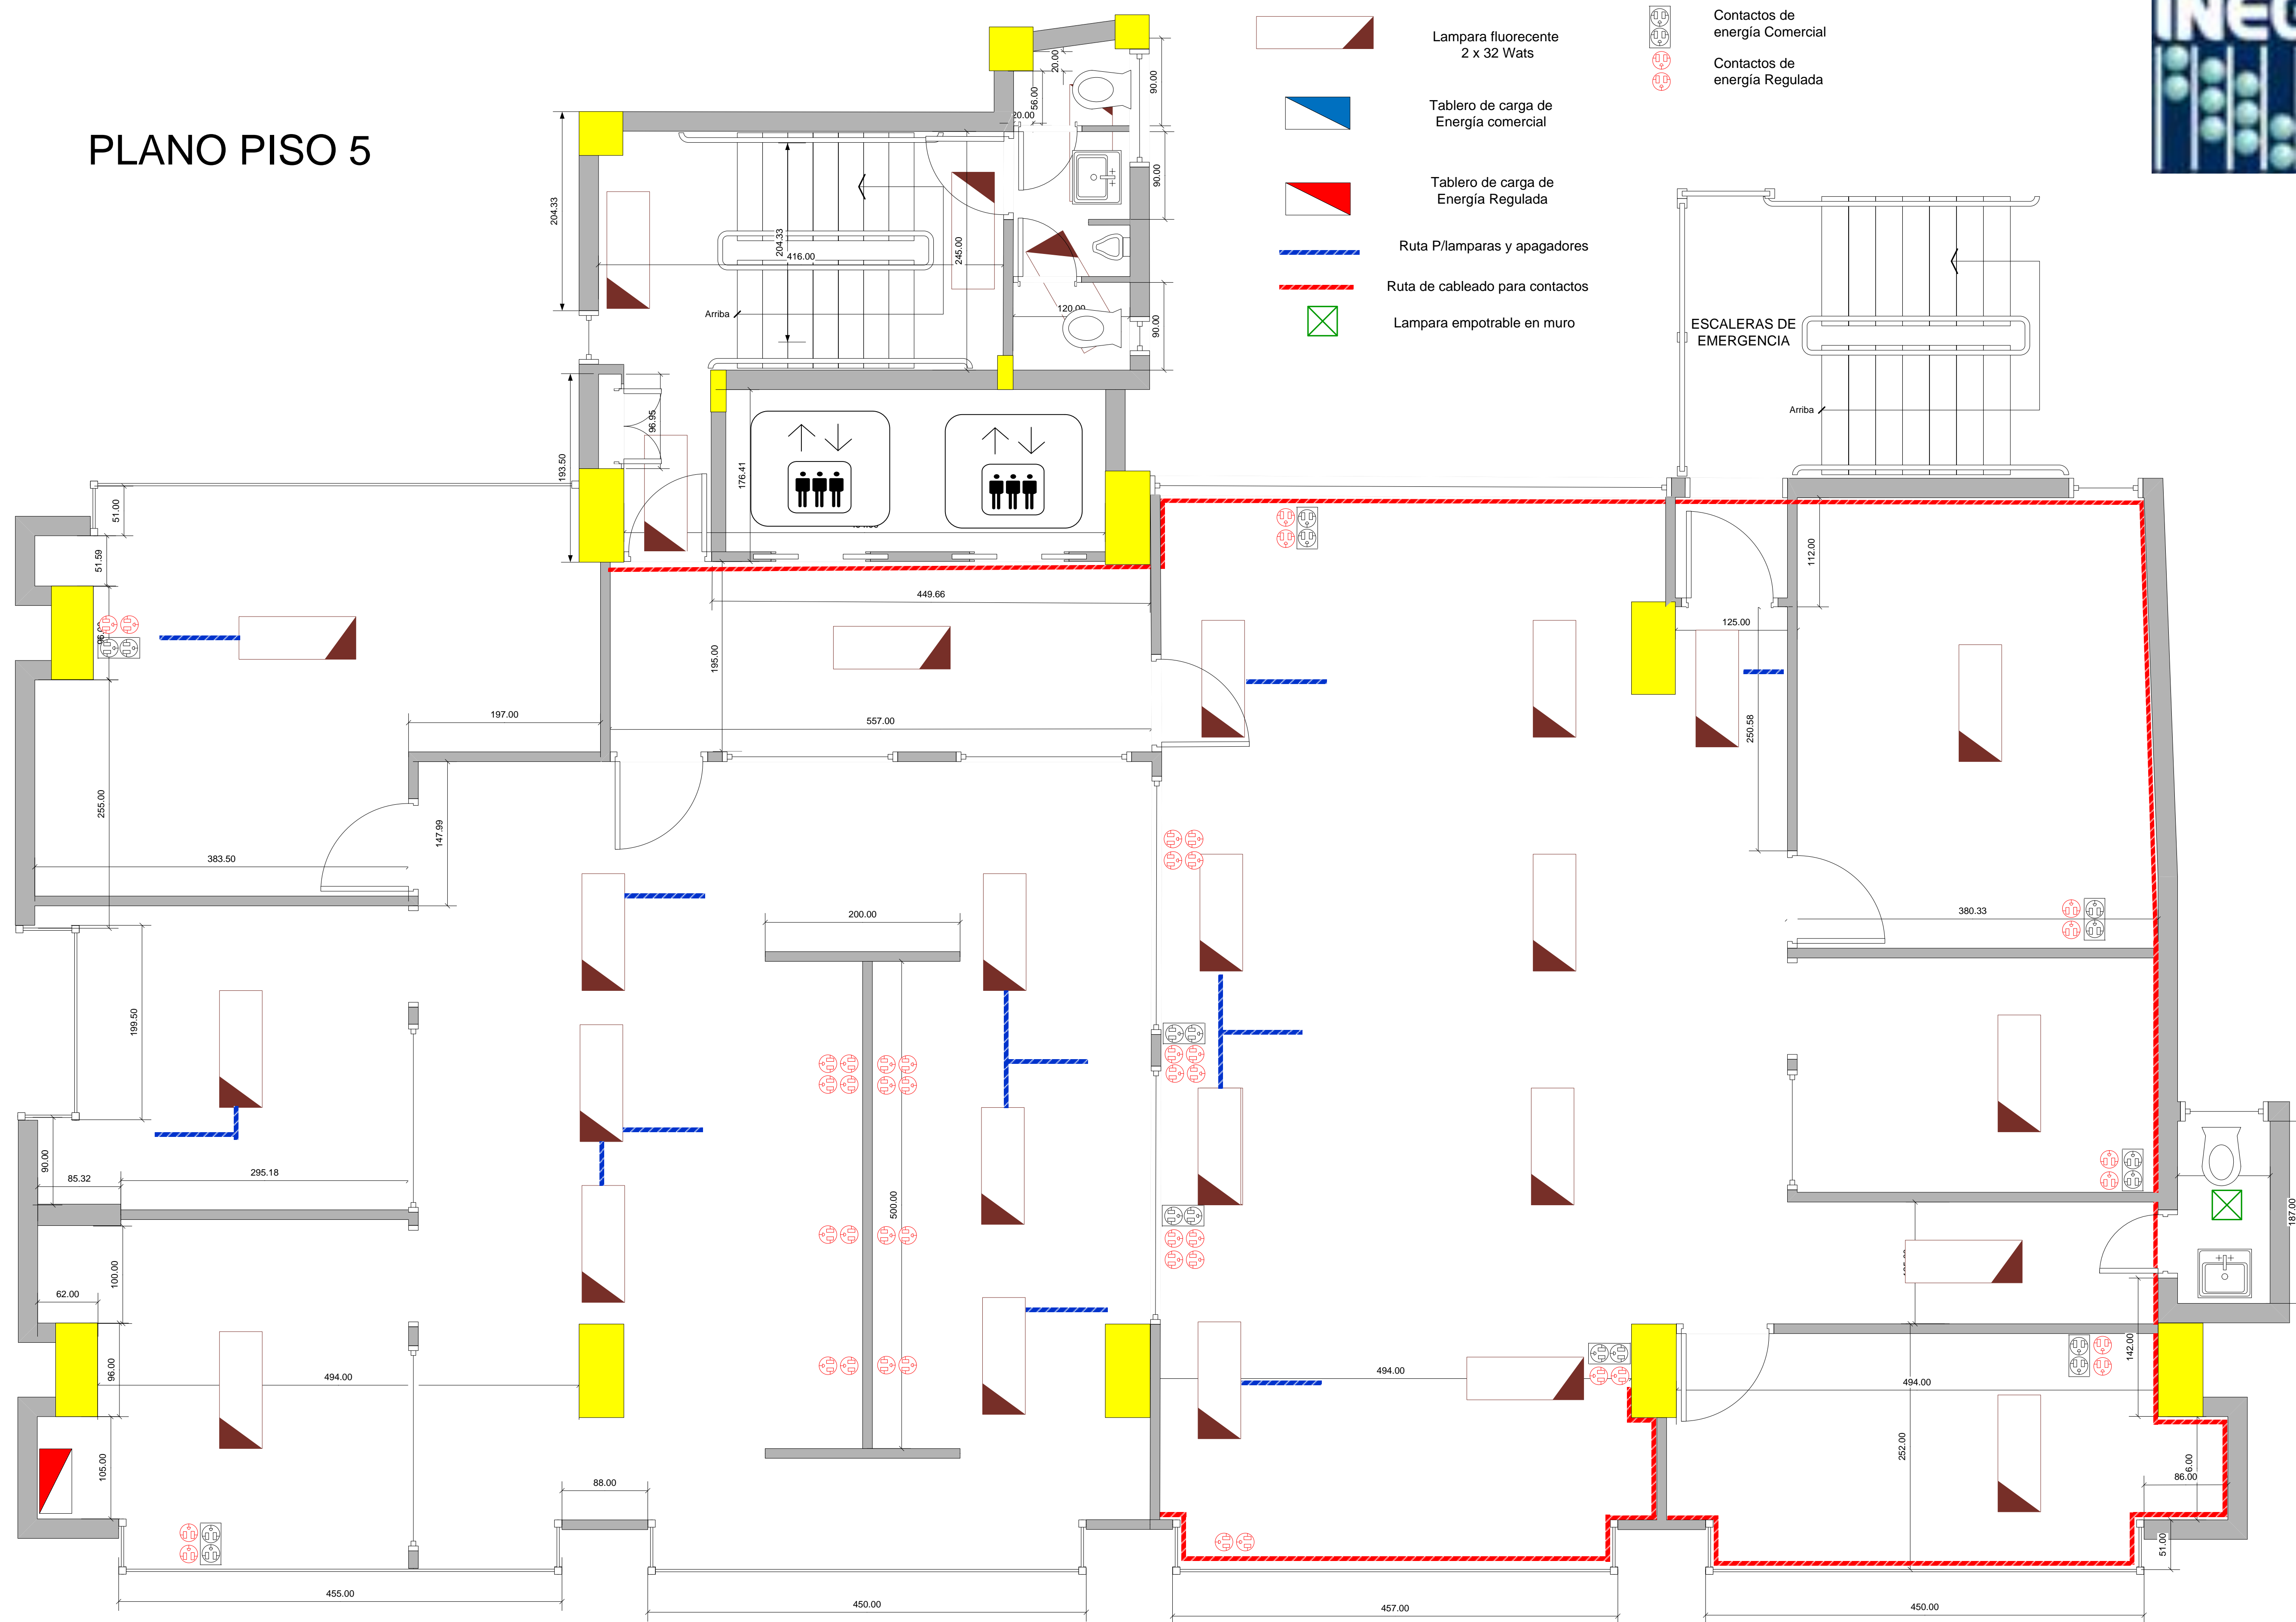 PLANO PISO 5
Lampara fluorecente
2 x 32 Wats
Tablero de carga de
Energía comercial
Tablero de carga de
Energía Regulada
Ruta P/lamparas y apagadores
Ruta de cableado para contactos
Lampara empotrable en muro
Contactos de
energía Comercial
Contactos de
energía Regulada
20.00
56.00
20.00
90.00
90.00
90.00
204.33
204.33
416.00
245.00
120.00
Arriba
ESCALERAS DE
EMERGENCIA
Arriba
96.95
193.50
176.41
51.00
51.59
449.66
195.00
557.00
197.00
255.00
147.99
383.50
112.00
125.00
250.58
380.33
200.00
500.00
199.50
90.00
85.32
295.18
100.00
62.00
96.00
494.00
105.00
88.00
455.00
450.00
494.00
457.00
187.00
142.00
494.00
252.00
6.00
86.00
51.00
450.00